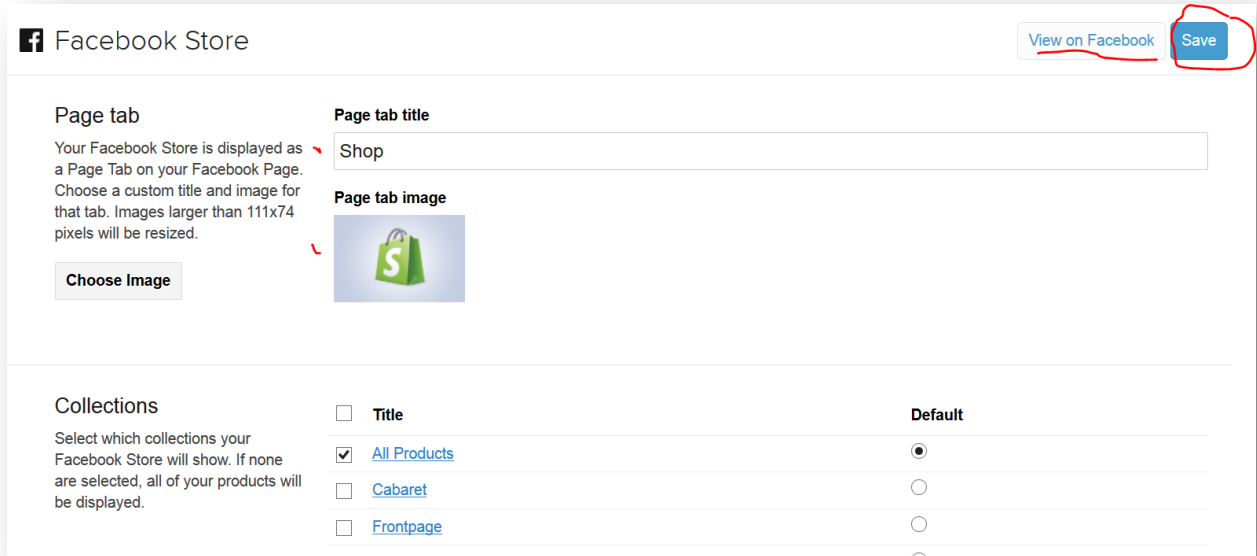 Facebook Store
View on Facebook
Save
Page tab
Your Facebook Store is displayed as
a Page Tab on your Facebook Page.
Choose a custom title and image for
that tab. Images larger than 111x74
pixels will be resized.
Choose Image
Page tab title
Shop
Page tab image
S
Collections
Select which collections your
Facebook Store will show. If none
are selected, all of your products will
be displayed.
Title
Default
All Products
Cabaret
Frontpage